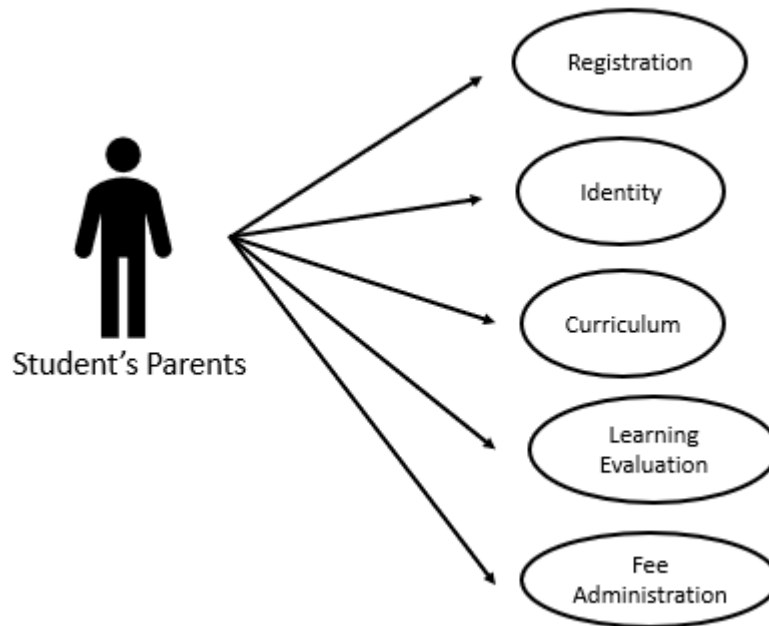 Registration
Identity
Curriculum
Student’s Parents
Learning
Evaluation
Fee
Administration